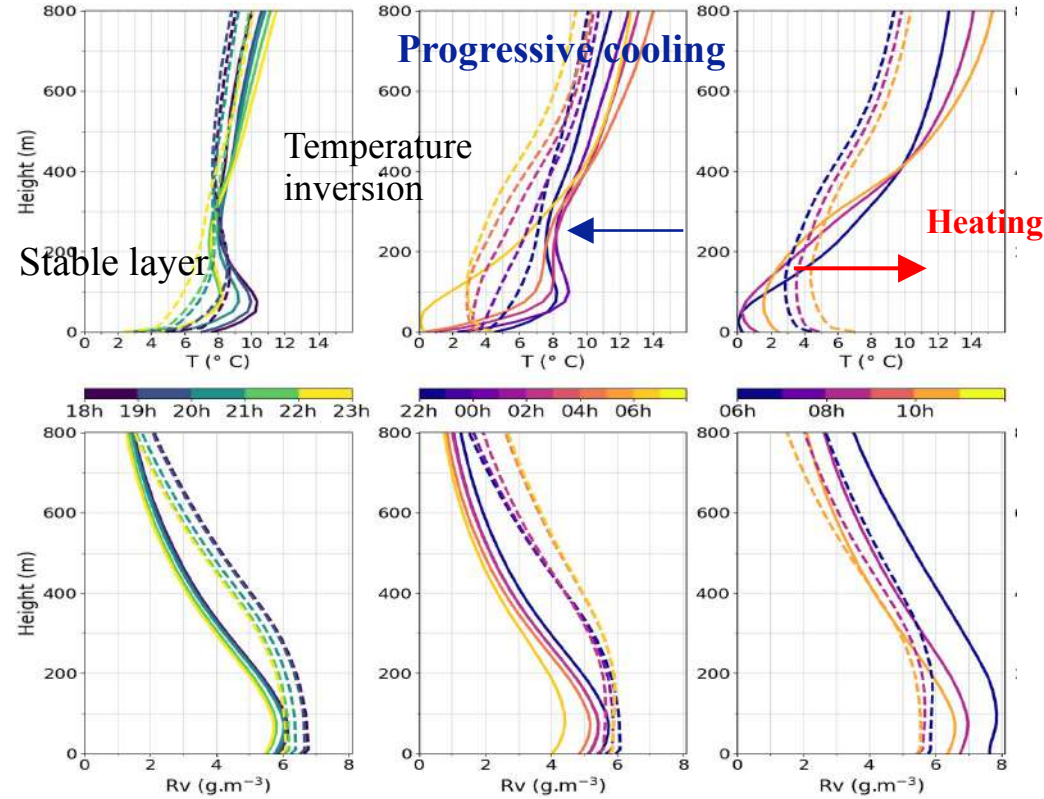 Progressive cooling
Temperature
inversion
Stable layer
Heating
Height (m)
800
600
400
200
0
0 2 4 6 8 10 12 14
T (° C)
0 2 4 6 8 10 12 14
T (° C)
0 2 4 6 8 10 12 14
T (° C)
18h 19h 20h 21h 22h 23h
22h 00h 02h 04h 06h
06h 08h 10h
Height (m)
800
600
400
200
0
0 2 4 6 8
Rv (g.m⁻³)
0 2 4 6 8
Rv (g.m⁻³)
0 2 4 6 8
Rv (g.m⁻³)